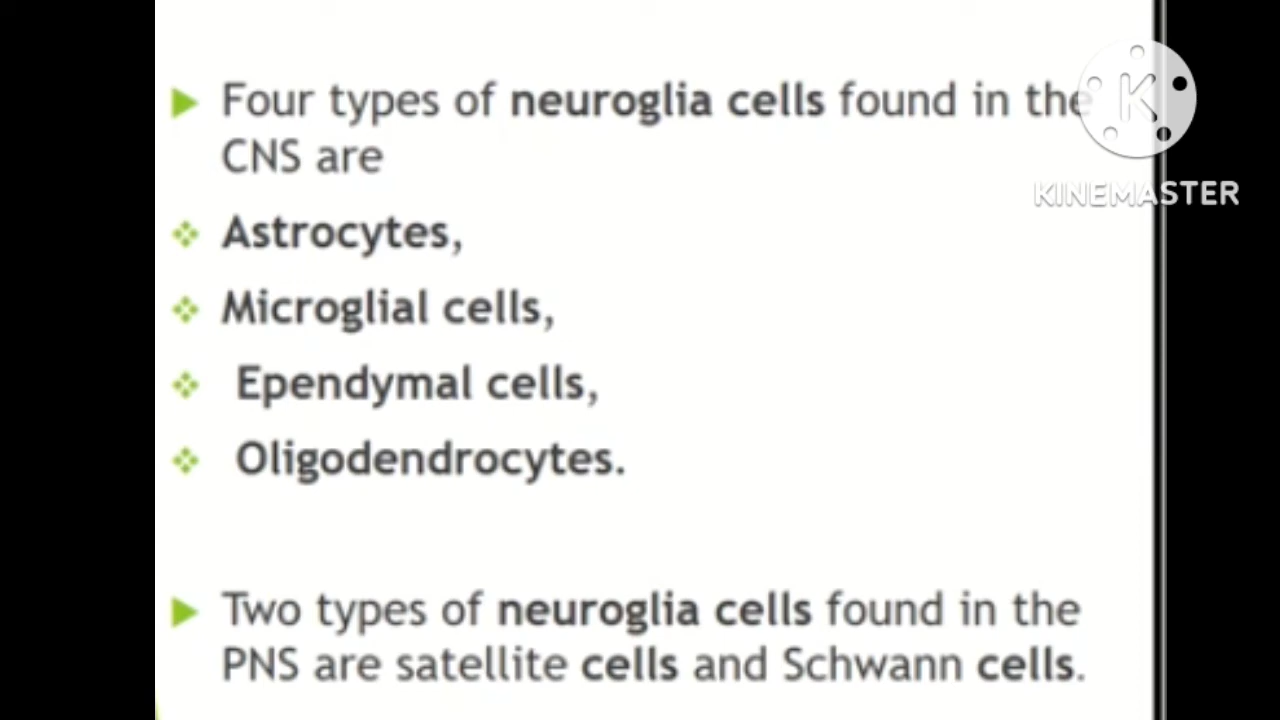 Four types of neuroglia cells found in the
CNS are
Astrocytes,
Microglial cells,
Ependymal cells,
Oligodendrocytes.
Two types of neuroglia cells found in the
PNS are satellite cells and Schwann cells.
K
KINEMASTER